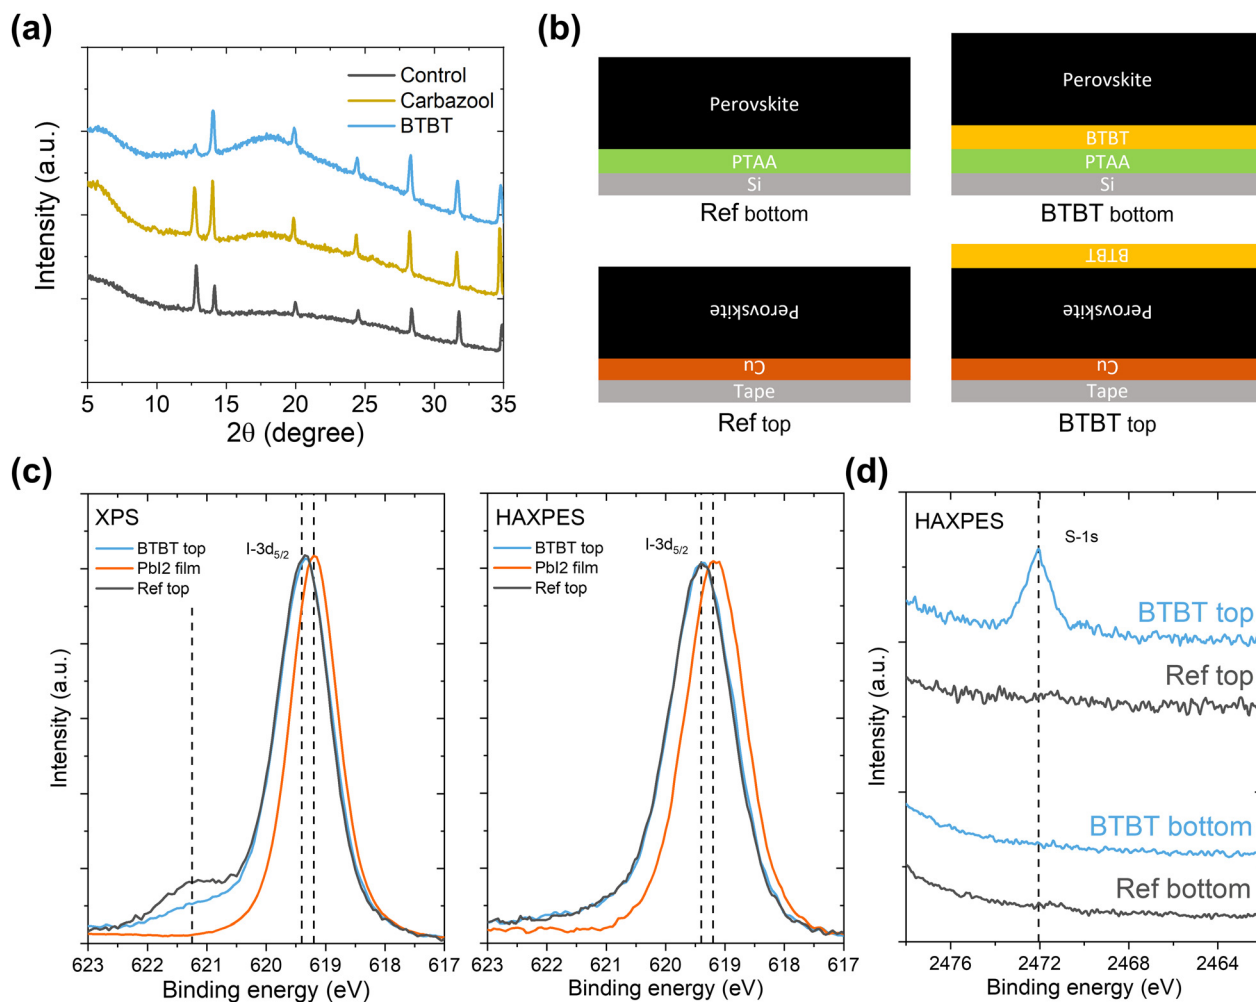 (a)
Control
Carbazool
BTBT
Intensity (a.u.)
5 10 15 20 25 30 35
2θ (degree)
(b)
Perovskite
PTAA
Si
Ref bottom
Perovskite
BTBT
PTAA
Si
BTBT bottom
Perovskite
Cu
Tape
Ref top
BTBT
Perovskite
Cu
Tape
BTBT top
(c)
XPS
BTBT top
PbI2 film
Ref top
I-3d5/2
Intensity (a.u.)
623 622 621 620 619 618 617
Binding energy (eV)
HAXPES
BTBT top
PbI2 film
Ref top
I-3d5/2
623 622 621 620 619 618 617
Binding energy (eV)
(d)
HAXPES
S-1s
BTBT top
Ref top
BTBT bottom
Ref bottom
Intensity (a.u.)
2476 2472 2468 2464
Binding energy (eV)